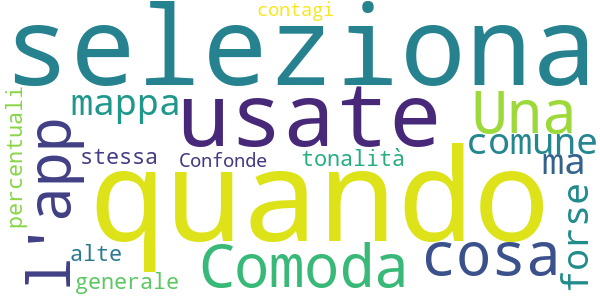 contagi
seleziona
percentuali
mappa
usate
Una
l'app
comune
stessa
Confonde
tonalità
ma
quando
forse
alte
generale
Comoda
cosa